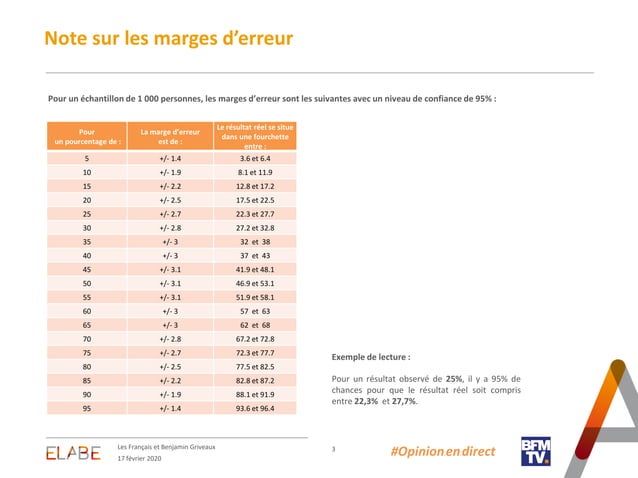 Note sur les marges d’erreur
Pour un échantillon de 1 000 personnes, les marges d’erreur sont les suivantes avec un niveau de confiance de 95% :
Pour un pourcentage de : La marge d’erreur est de : Le résultat réel se situe dans une fourchette entre :
5 +/- 1.4 3.6 et 6.4
10 +/- 1.9 8.1 et 11.9
15 +/- 2.2 12.8 et 17.2
20 +/- 2.5 17.5 et 22.5
25 +/- 2.7 22.3 et 27.7
30 +/- 2.8 27.2 et 32.8
35 +/- 3 32 et 38
40 +/- 3 37 et 43
45 +/- 3.1 41.9 et 48.1
50 +/- 3.1 46.9 et 53.1
55 +/- 3.1 51.9 et 58.1
60 +/- 3 57 et 63
65 +/- 3 62 et 68
70 +/- 2.8 67.2 et 72.8
75 +/- 2.7 72.3 et 77.7
80 +/- 2.5 77.5 et 82.5
85 +/- 2.2 82.8 et 87.2
90 +/- 1.9 88.1 et 91.9
95 +/- 1.4 93.6 et 96.4
Exemple de lecture :
Pour un résultat observé de 25%, il y a 95% de
chances pour que le résultat réel soit compris
entre 22,3% et 27,7%.
ELABE
Les Français et Benjamin Griveaux
17 février 2020
3
#Opinionendirect
BFM
TV.